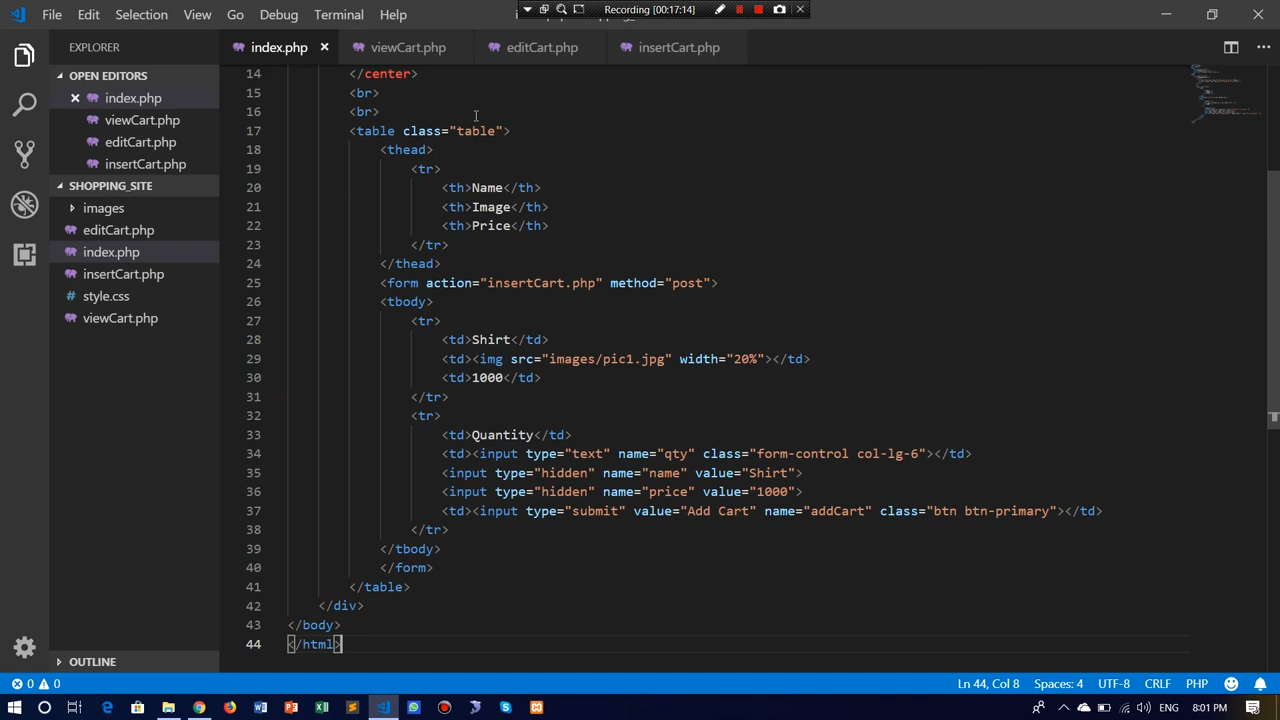 File Edit Selection View Go Debug Terminal Help
Recording [00:17:14]
EXPLORER
index.php
viewCart.php
editCart.php
insertCart.php
OPEN EDITORS
index.php
viewCart.php
editCart.php
insertCart.php
SHOPPING_SITE
images
editCart.php
index.php
insertCart.php
style.css
viewCart.php
OUTLINE
14 </center>
15 <br>
16 <br>
17 <table class="table">
18 <thead>
19 <tr>
20 <th>Name</th>
21 <th>Image</th>
22 <th>Price</th>
23 </tr>
24 </thead>
25 <form action="insertCart.php" method="post">
26 <tbody>
27 <tr>
28 <td>Shirt</td>
29 <td><img src="images/pic1.jpg" width="20%"></td>
30 <td>1000</td>
31 </tr>
32 <tr>
33 <td>Quantity</td>
34 <td><input type="text" name="qty" class="form-control col-lg-6"></td>
35 <input type="hidden" name="name" value="Shirt">
36 <input type="hidden" name="price" value="1000">
37 <td><input type="submit" value="Add Cart" name="addCart" class="btn btn-primary"></td>
38 </tr>
39 </tbody>
40 </form>
41 </table>
42 </div>
43 </body>
44 </html>
0 0
Ln 44, Col 8 Spaces: 4 UTF-8 CRLF PHP
8:01 PM